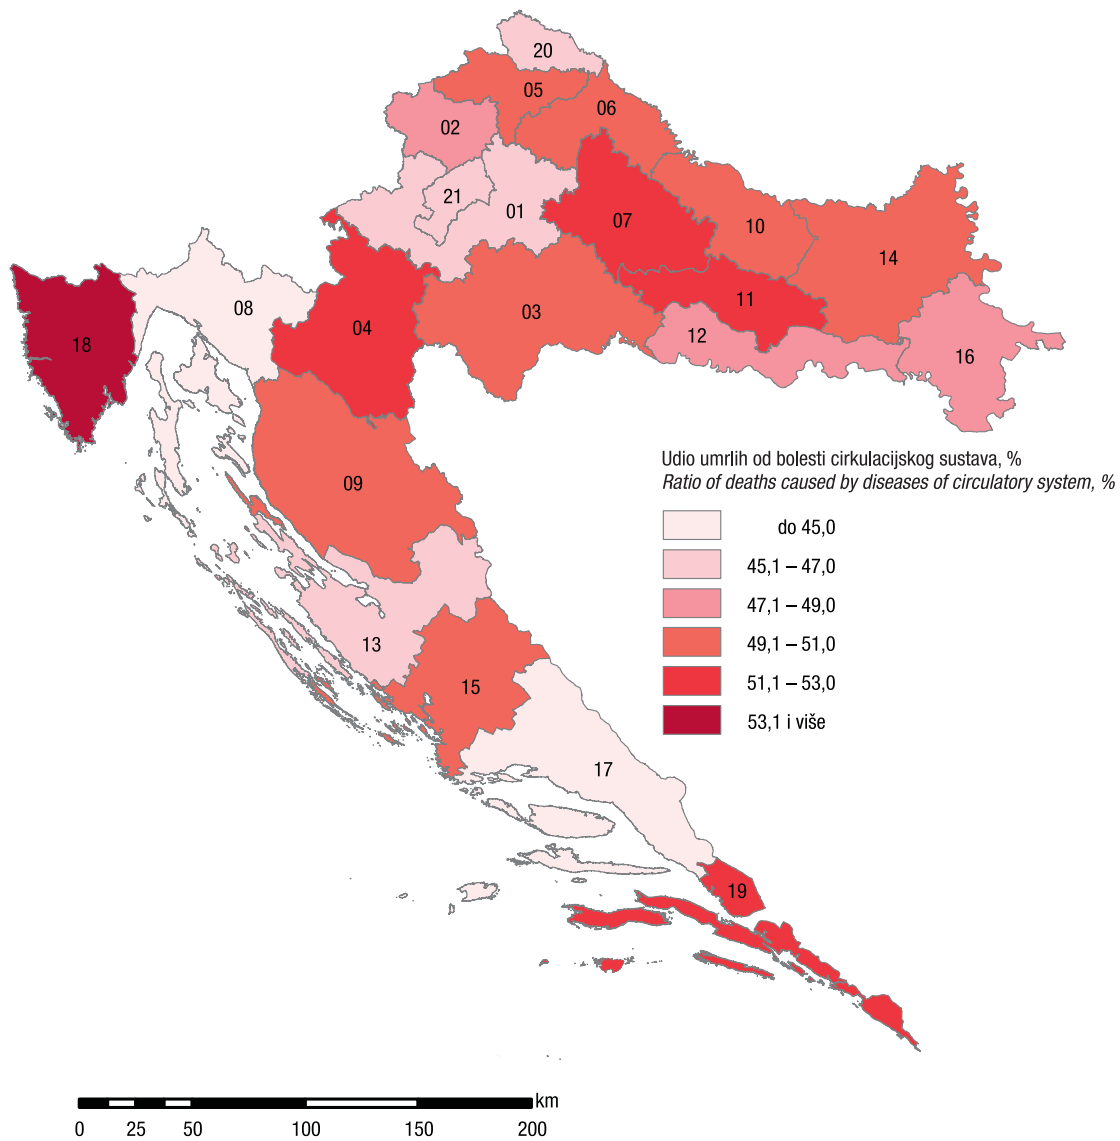 20
05
06
02
21
01
07
10
14
08
11
03
04
12
18
16
Udio umrlih od bolesti cirkulacijskog sustava, %
Ratio of deaths caused by diseases of circulatory system, %
do 45,0
45,1 – 47,0
47,1 – 49,0
49,1 – 51,0
51,1 – 53,0
53,1 i više
09
13
15
17
19
km
0 25 50 100 150 200